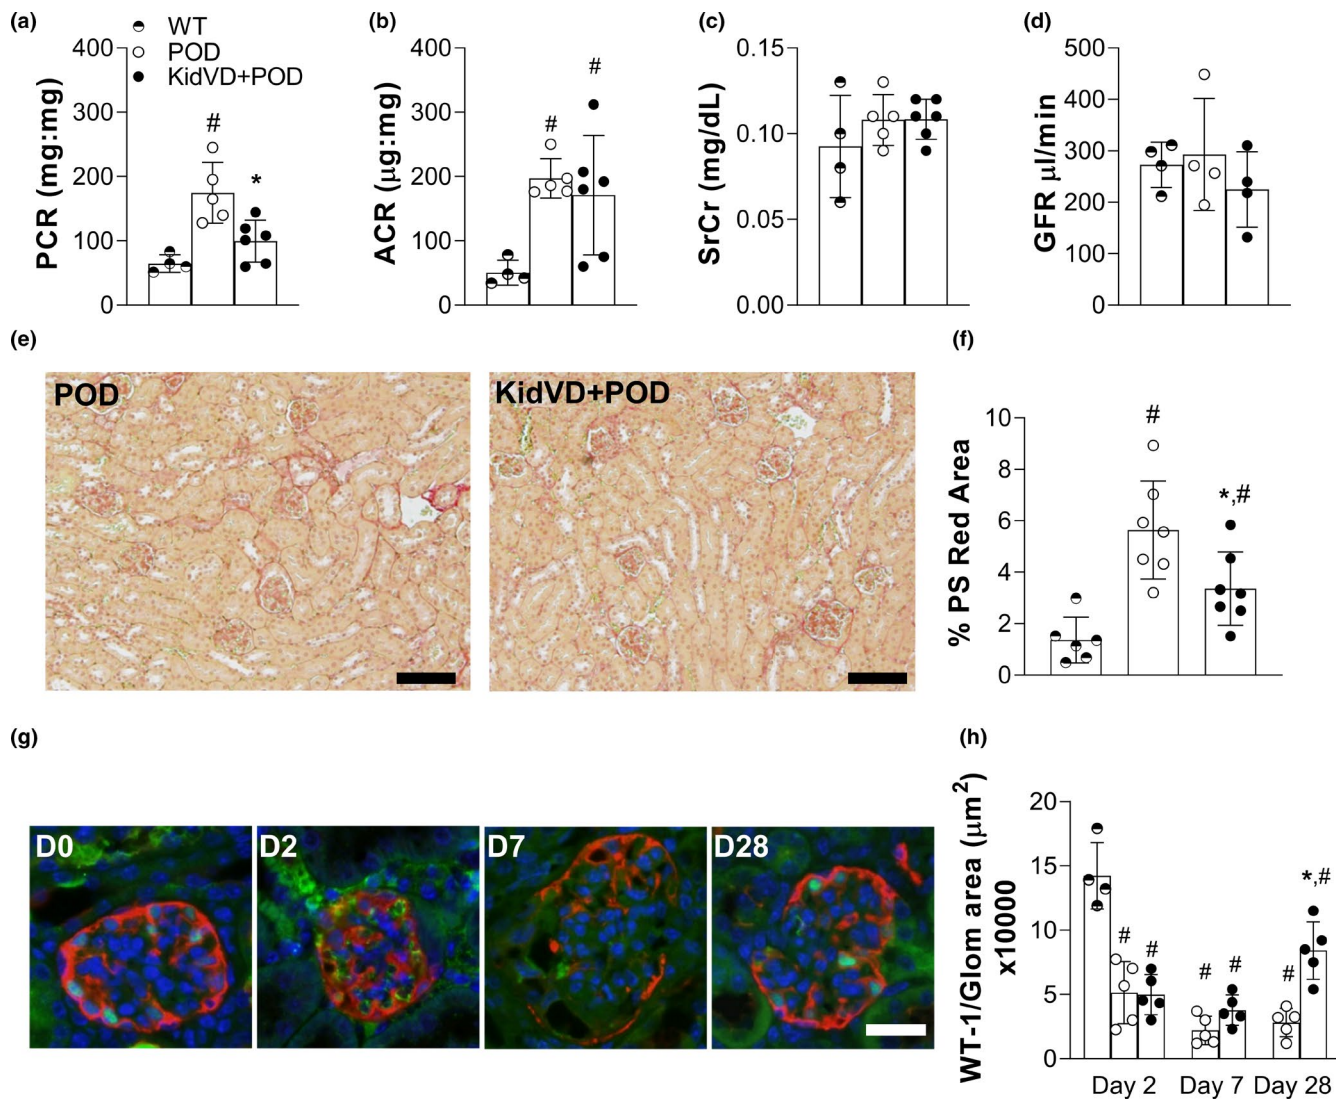 (a)
WT
POD
KidVD+POD
PCR (mg:mg)
400
300
200
100
0
#
*
(b)
ACR (µg:mg)
400
300
200
100
0
#
#
(c)
SrCr (mg/dL)
0.15
0.10
0.05
0.00
(d)
GFR µl/min
500
400
300
200
100
0
(e)
POD
KidVD+POD
(f)
% PS Red Area
10
8
6
4
2
0
#
*,#
(g)
D0
D2
D7
D28
(h)
WT-1/Glom area (µm²)
x10000
20
15
10
5
0
#
#
#
#
#
*,#
Day 2
Day 7
Day 28